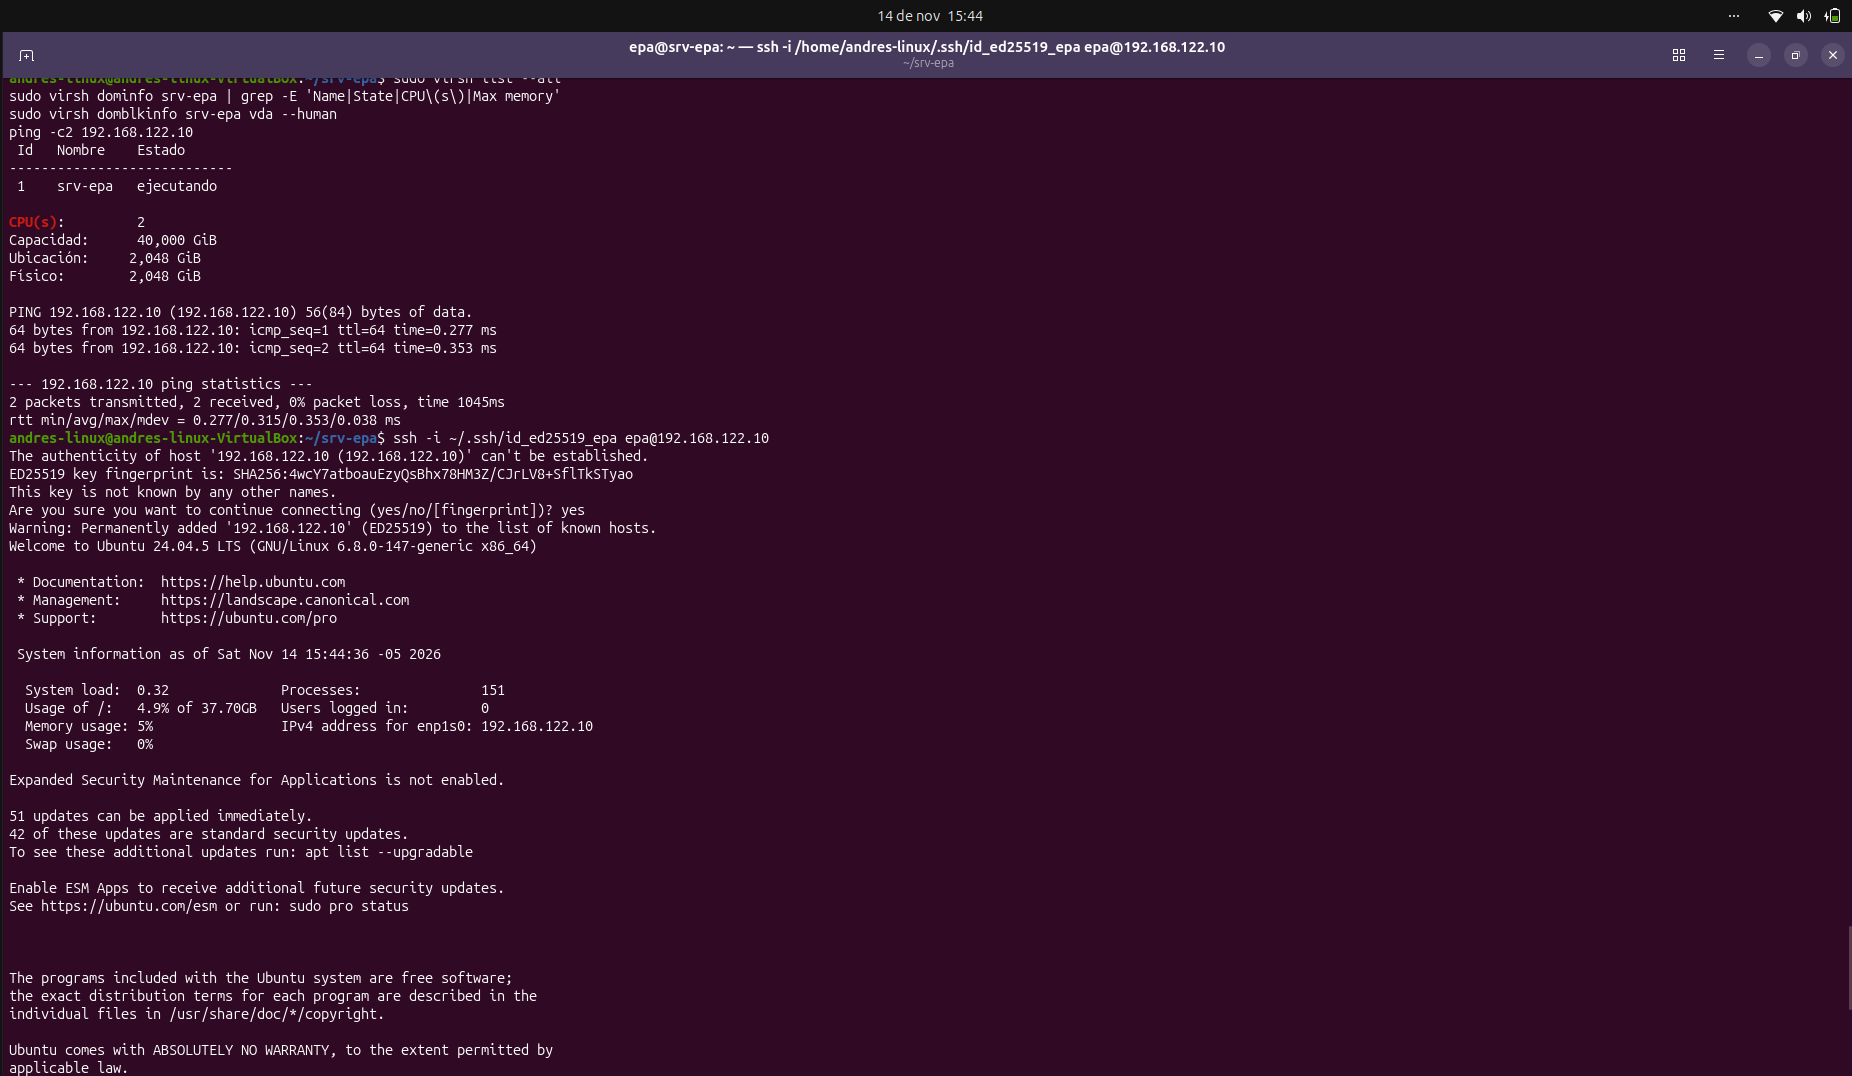 14 de nov 15:44
epa@srv-epa: ~ — ssh -i /home/andres-linux/.ssh/id_ed25519_epa epa@192.168.122.10
~/srv-epa
andres-linux@andres-linux-VirtualBox:~/srv-epa$ sudo virsh list --all
sudo virsh dominfo srv-epa | grep -E 'Name|State|CPU\(s\)|Max memory'
sudo virsh domblkinfo srv-epa vda --human
ping -c2 192.168.122.10
 Id   Nombre    Estado
----------------------------
 1    srv-epa   ejecutando

CPU(s):         2
Capacidad:      40,000 GiB
Ubicación:     2,048 GiB
Físico:        2,048 GiB

PING 192.168.122.10 (192.168.122.10) 56(84) bytes of data.
64 bytes from 192.168.122.10: icmp_seq=1 ttl=64 time=0.277 ms
64 bytes from 192.168.122.10: icmp_seq=2 ttl=64 time=0.353 ms

--- 192.168.122.10 ping statistics ---
2 packets transmitted, 2 received, 0% packet loss, time 1045ms
rtt min/avg/max/mdev = 0.277/0.315/0.353/0.038 ms
andres-linux@andres-linux-VirtualBox:~/srv-epa$ ssh -i ~/.ssh/id_ed25519_epa epa@192.168.122.10
The authenticity of host '192.168.122.10 (192.168.122.10)' can't be established.
ED25519 key fingerprint is: SHA256:4wcY7atboauEzyQsBhx78HM3Z/CJrLV8+SflTkSTyao
This key is not known by any other names.
Are you sure you want to continue connecting (yes/no/[fingerprint])? yes
Warning: Permanently added '192.168.122.10' (ED25519) to the list of known hosts.
Welcome to Ubuntu 24.04.5 LTS (GNU/Linux 6.8.0-147-generic x86_64)

 * Documentation:  https://help.ubuntu.com
 * Management:     https://landscape.canonical.com
 * Support:        https://ubuntu.com/pro

 System information as of Sat Nov 14 15:44:36 -05 2026

  System load:  0.32              Processes:               151
  Usage of /:   4.9% of 37.70GB   Users logged in:         0
  Memory usage: 5%                IPv4 address for enp1s0: 192.168.122.10
  Swap usage:   0%

Expanded Security Maintenance for Applications is not enabled.

51 updates can be applied immediately.
42 of these updates are standard security updates.
To see these additional updates run: apt list --upgradable

Enable ESM Apps to receive additional future security updates.
See https://ubuntu.com/esm or run: sudo pro status

The programs included with the Ubuntu system are free software;
the exact distribution terms for each program are described in the
individual files in /usr/share/doc/*/copyright.

Ubuntu comes with ABSOLUTELY NO WARRANTY, to the extent permitted by
applicable law.